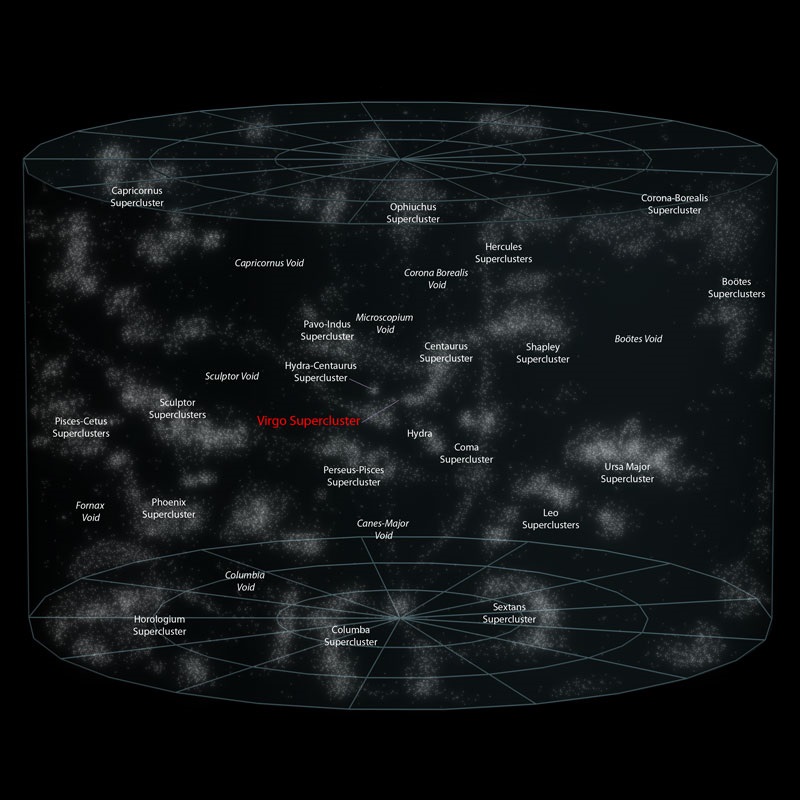 Capricornus
Supercluster
Ophiuchus
Supercluster
Corona-Borealis
Supercluster
Hercules
Superclusters
Capricornus Void
Corona Borealis
Void
Boötes
Superclusters
Microscopium
Void
Pavo-Indus
Supercluster
Boötes Void
Centaurus
Supercluster
Shapley
Supercluster
Hydra-Centaurus
Supercluster
Sculptor Void
Sculptor
Superclusters
Virgo Supercluster
Pisces-Cetus
Superclusters
Hydra
Coma
Supercluster
Perseus-Pisces
Supercluster
Ursa Major
Supercluster
Fornax
Void
Phoenix
Supercluster
Leo
Superclusters
Canes-Major
Void
Columbia
Void
Horologium
Supercluster
Columba
Supercluster
Sextans
Supercluster